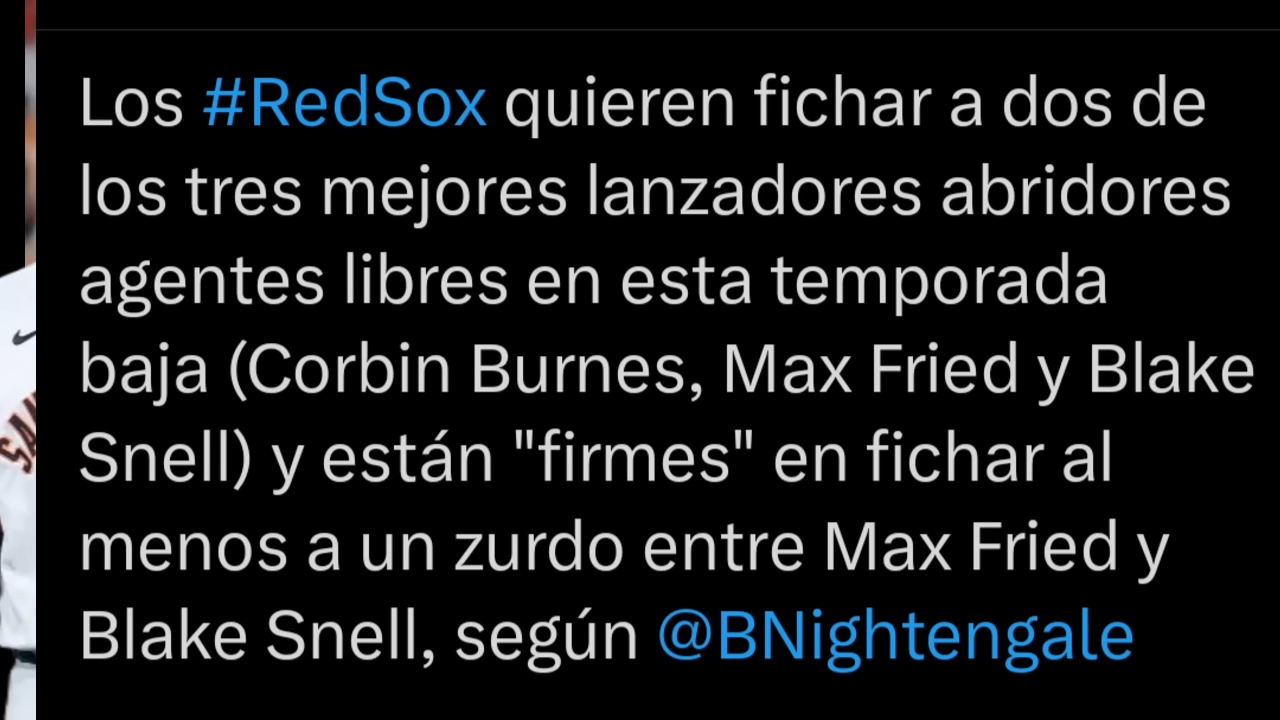 Los #RedSox quieren fichar a dos de
los tres mejores lanzadores abridores
agentes libres en esta temporada
baja (Corbin Burnes, Max Fried y Blake
Snell) y están "firmes" en fichar al
menos a un zurdo entre Max Fried y
Blake Snell, según @BNightengale
SA